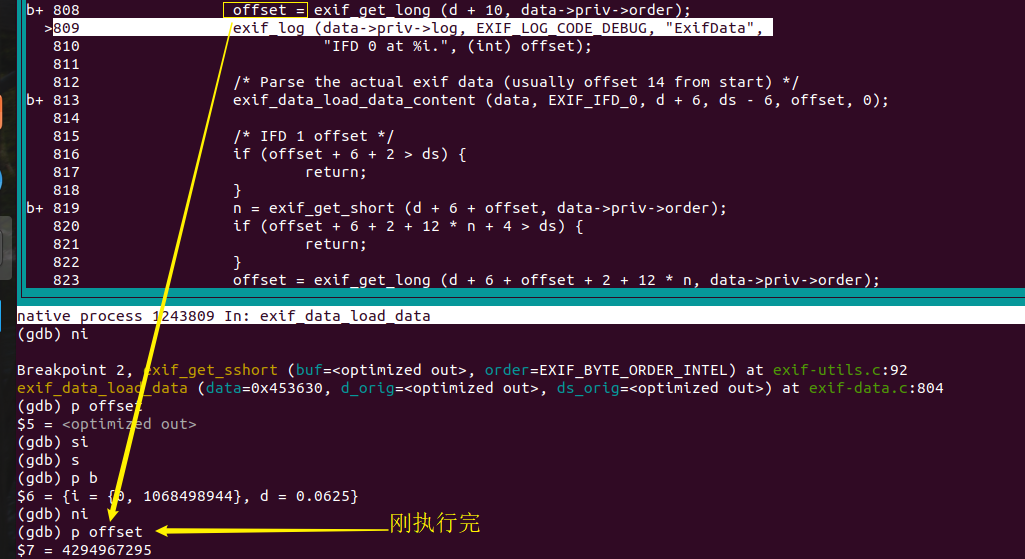 b+ 808 offset = exif_get_long (d + 10, data->priv->order);
>809 exif_log (data->priv->log, EXIF_LOG_CODE_DEBUG, "ExifData",
810 "IFD 0 at %i.", (int) offset);
811
812 /* Parse the actual exif data (usually offset 14 from start) */
b+ 813 exif_data_load_data_content (data, EXIF_IFD_0, d + 6, ds - 6, offset, 0);
814
815 /* IFD 1 offset */
816 if (offset + 6 + 2 > ds) {
817 return;
818 }
b+ 819 n = exif_get_short (d + 6 + offset, data->priv->order);
820 if (offset + 6 + 2 + 12 * n + 4 > ds) {
821 return;
822 }
823 offset = exif_get_long (d + 6 + offset + 2 + 12 * n, data->priv->order);
native process 1243809 In: exif_data_load_data
(gdb) ni
Breakpoint 2, exif_get_sshort (buf=<optimized out>, order=EXIF_BYTE_ORDER_INTEL) at exif-utils.c:92
exif_data_load_data (data=0x453630, d_orig=<optimized out>, ds_orig=<optimized out>) at exif-data.c:804
(gdb) p offset
$5 = <optimized out>
(gdb) si
(gdb) s
(gdb) p b
$6 = {i = {0, 1068498944}, d = 0.0625}
(gdb) ni
(gdb) p offset
刚执行完
$7 = 4294967295